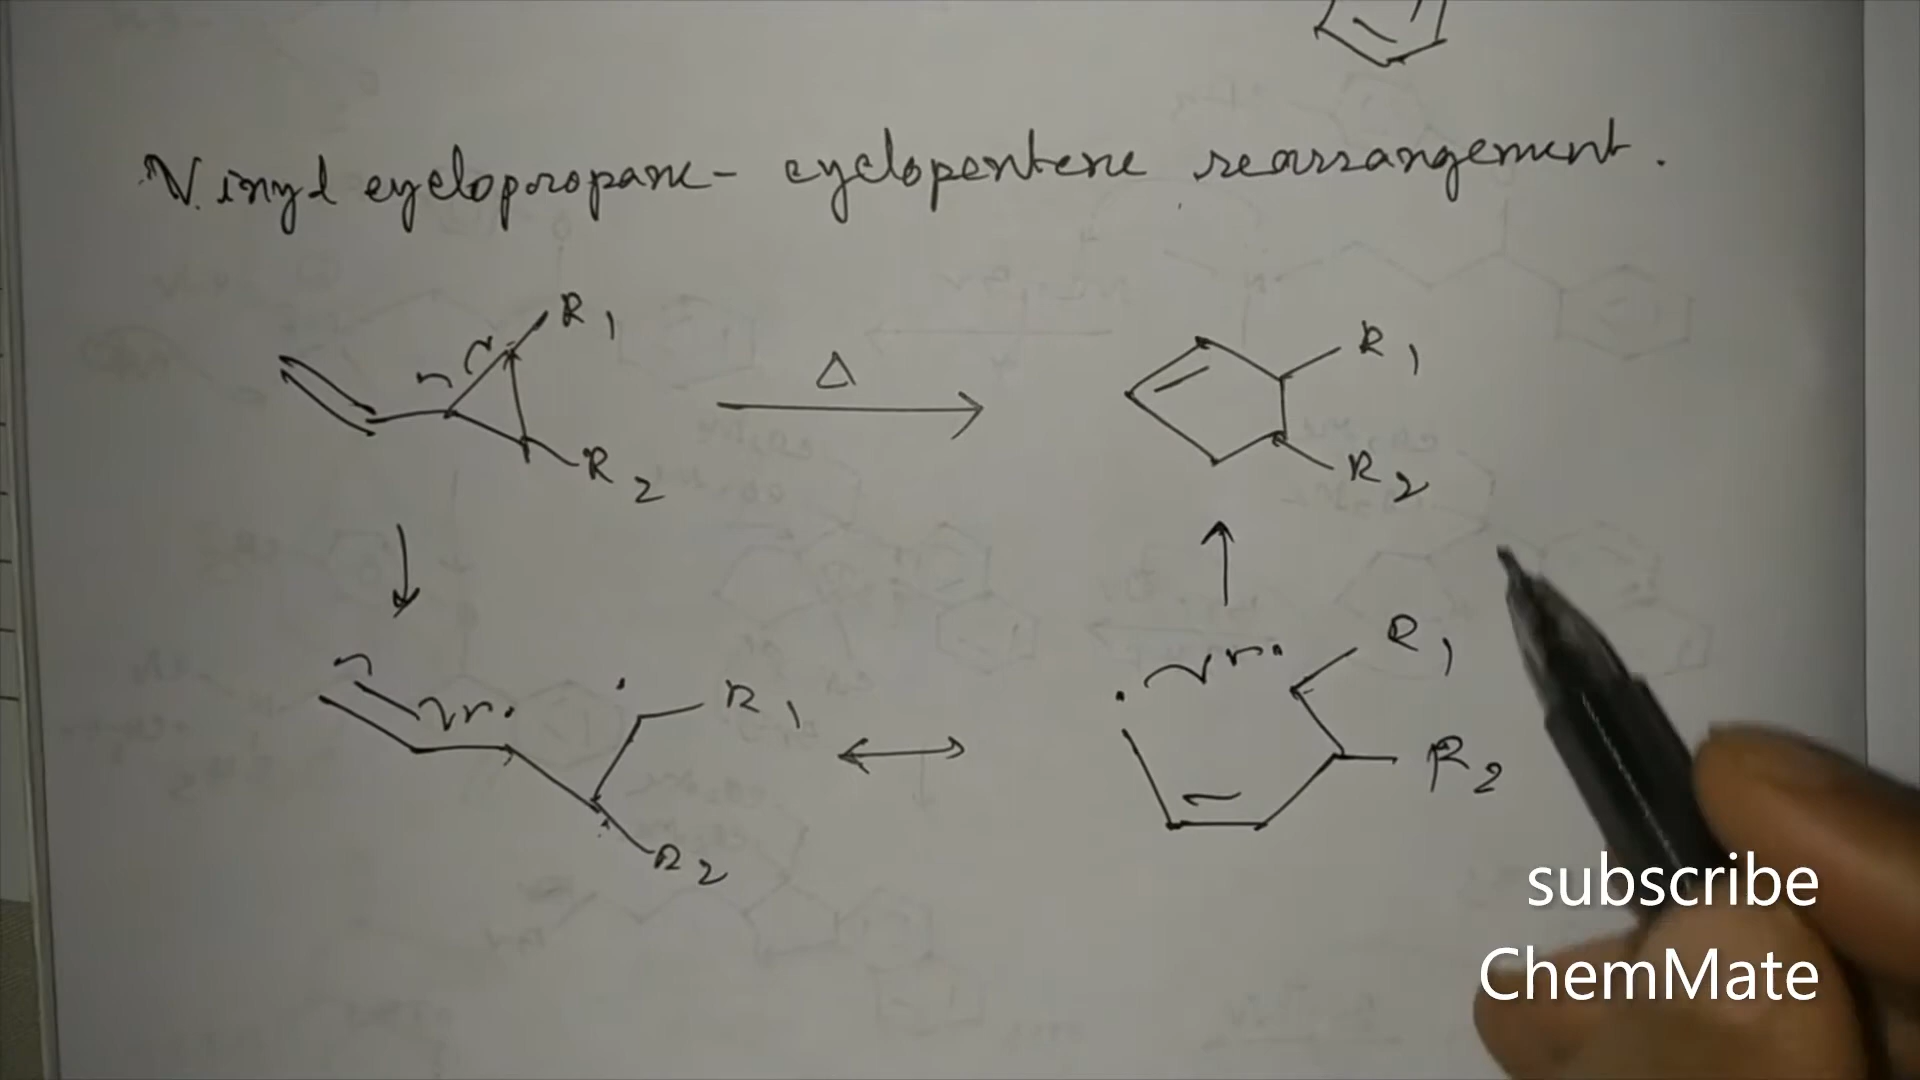 Vinyl cyclopropane - cyclopentene rearrangement.
R1
R2
Δ
R1
R2
R1
R2
R1
R2
subscribe
ChemMate